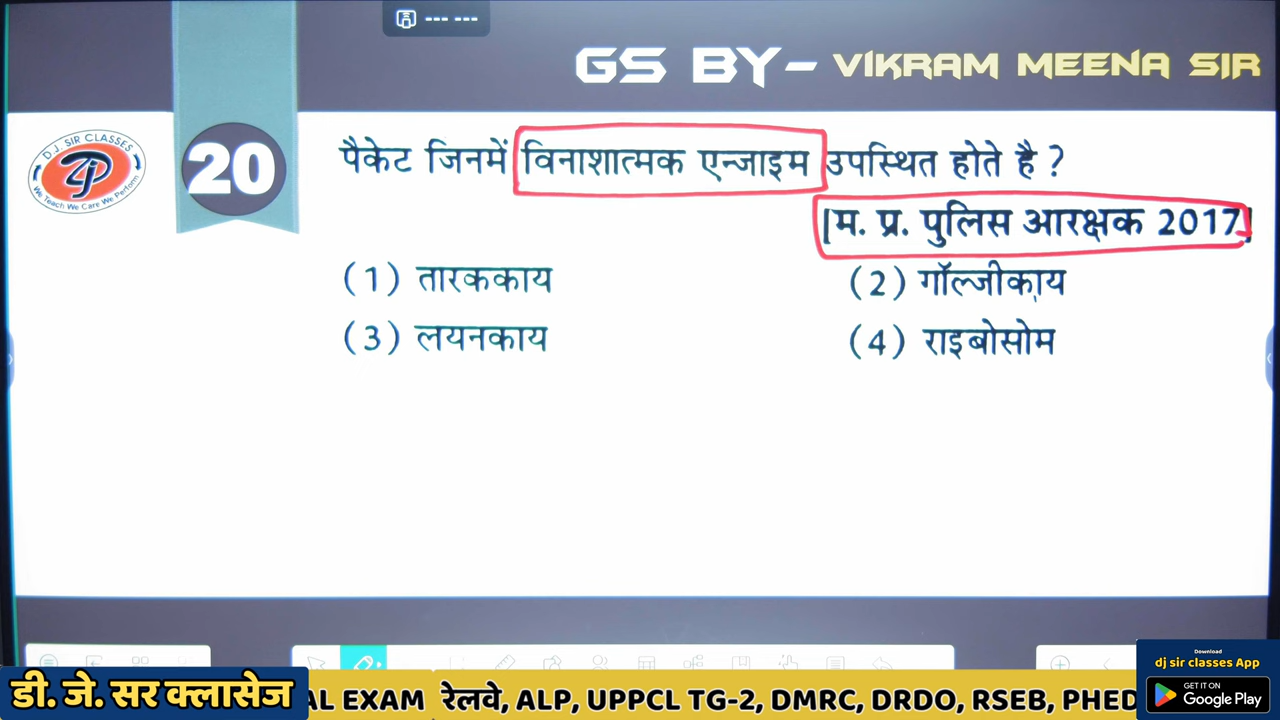 --- ---
GS BY- VIKRAM MEENA SIR
D.J. SIR CLASSES
We Teach We Care We Perform
20
पैकेट जिनमें विनाशात्मक एन्जाइम उपस्थित होते है ?
[म. प्र. पुलिस आरक्षक 2017]
(1) तारककाय
(2) गॉल्जीकाय
(3) लयनकाय
(4) राइबोसोम
डी. जे. सर क्लासेज
AL EXAM रेलवे, ALP, UPPCL TG-2, DMRC, DRDO, RSEB, PHED
Download
dj sir classes App
GET IT ON
Google Play